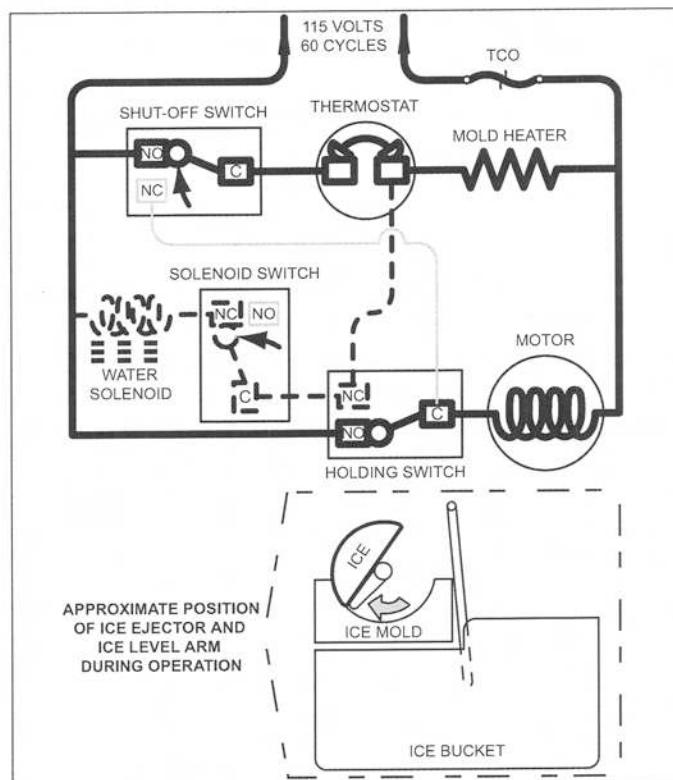 115 VOLTS
60 CYCLES
TCO
SHUT-OFF SWITCH
THERMOSTAT
MOLD HEATER
NO
C
NC
SOLENOID SWITCH
NC
NO
MOTOR
WATER
SOLENOID
C
NC
C
NO
HOLDING SWITCH
ICE
APPROXIMATE POSITION
OF ICE EJECTOR AND
ICE LEVEL ARM
DURING OPERATION
ICE MOLD
ICE BUCKET